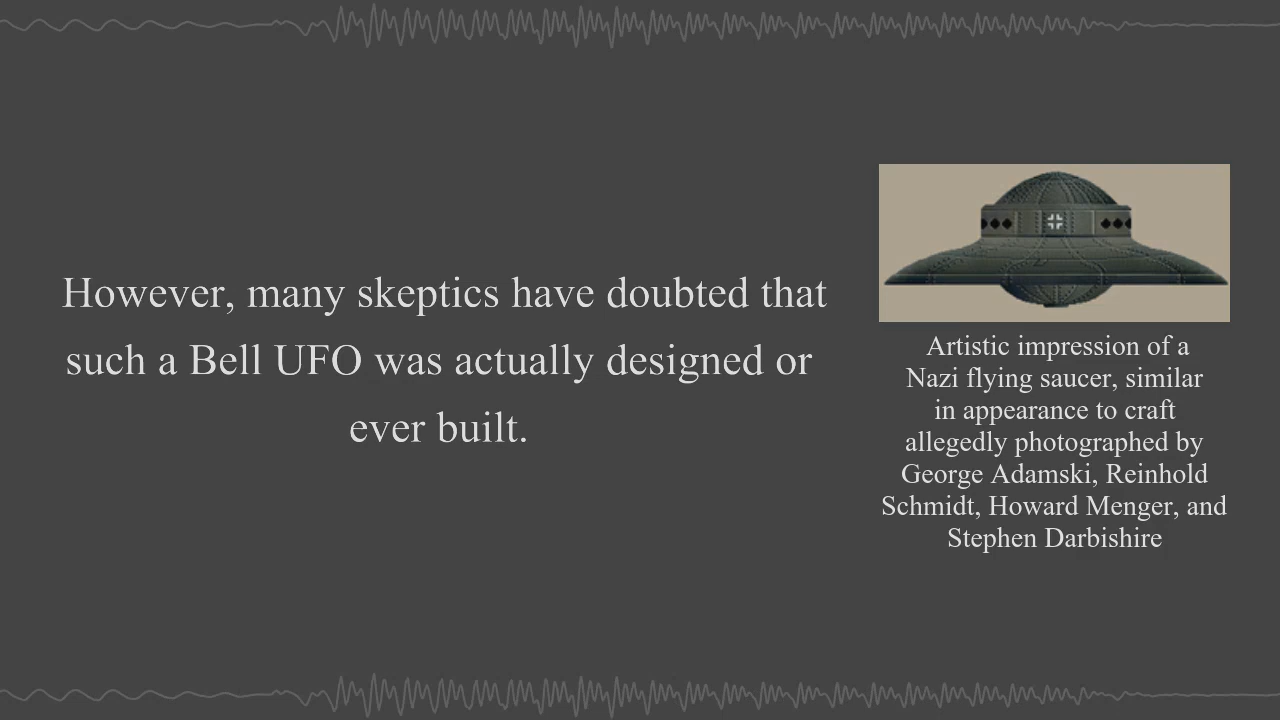 However, many skeptics have doubted that
such a Bell UFO was actually designed or
ever built.
Artistic impression of a
Nazi flying saucer, similar
in appearance to craft
allegedly photographed by
George Adamski, Reinhold
Schmidt, Howard Menger, and
Stephen Darbishire